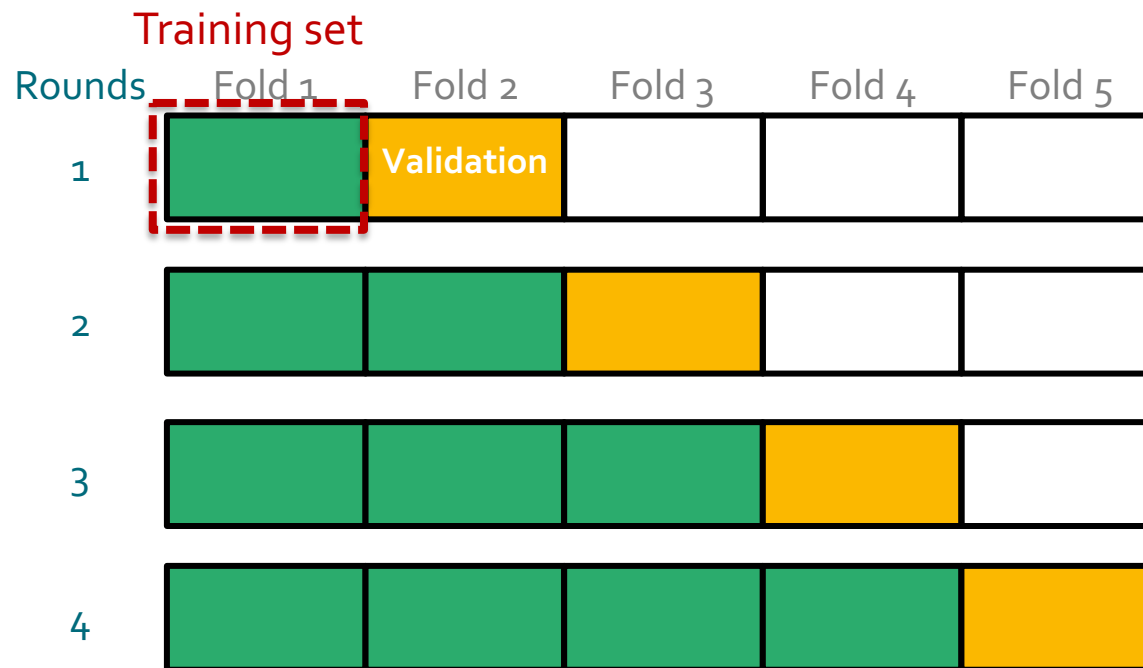 Training set
Rounds Fold 1 Fold 2 Fold 3 Fold 4 Fold 5
1 Validation
2
3
4